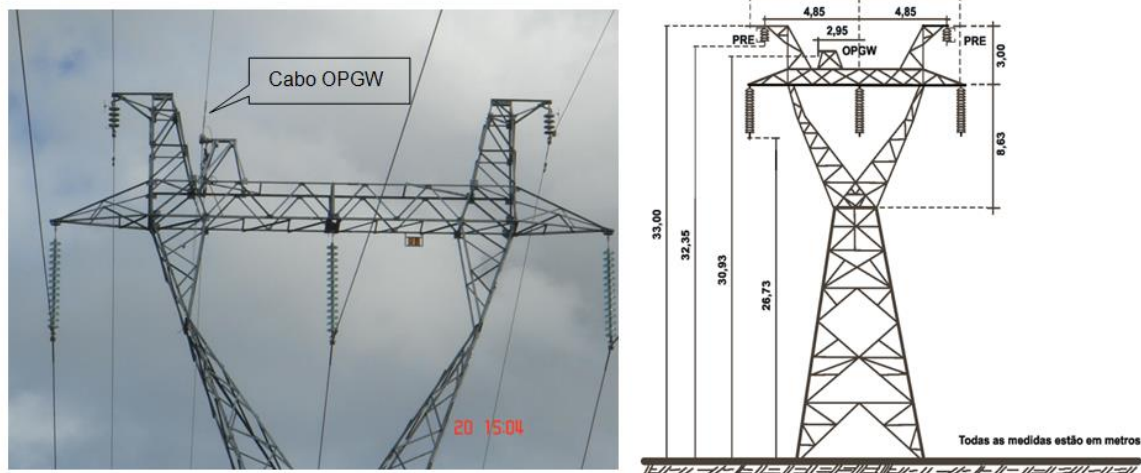 Cabo OPGW
20 15:04
4,85 4,85
2,95
PRE
OPGW
PRE
3,00
8,63
33,00
32,35
30,93
26,73
Todas as medidas estão em metros